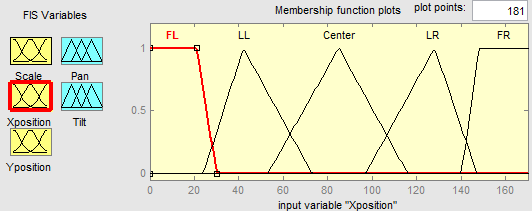 FIS Variables
Membership function plots
plot points:
181
Scale
Pan
Xposition
Tilt
Yposition
FL
LL
Center
LR
FR
1
0.5
0
0
20
40
60
80
100
120
140
160
input variable "Xposition"